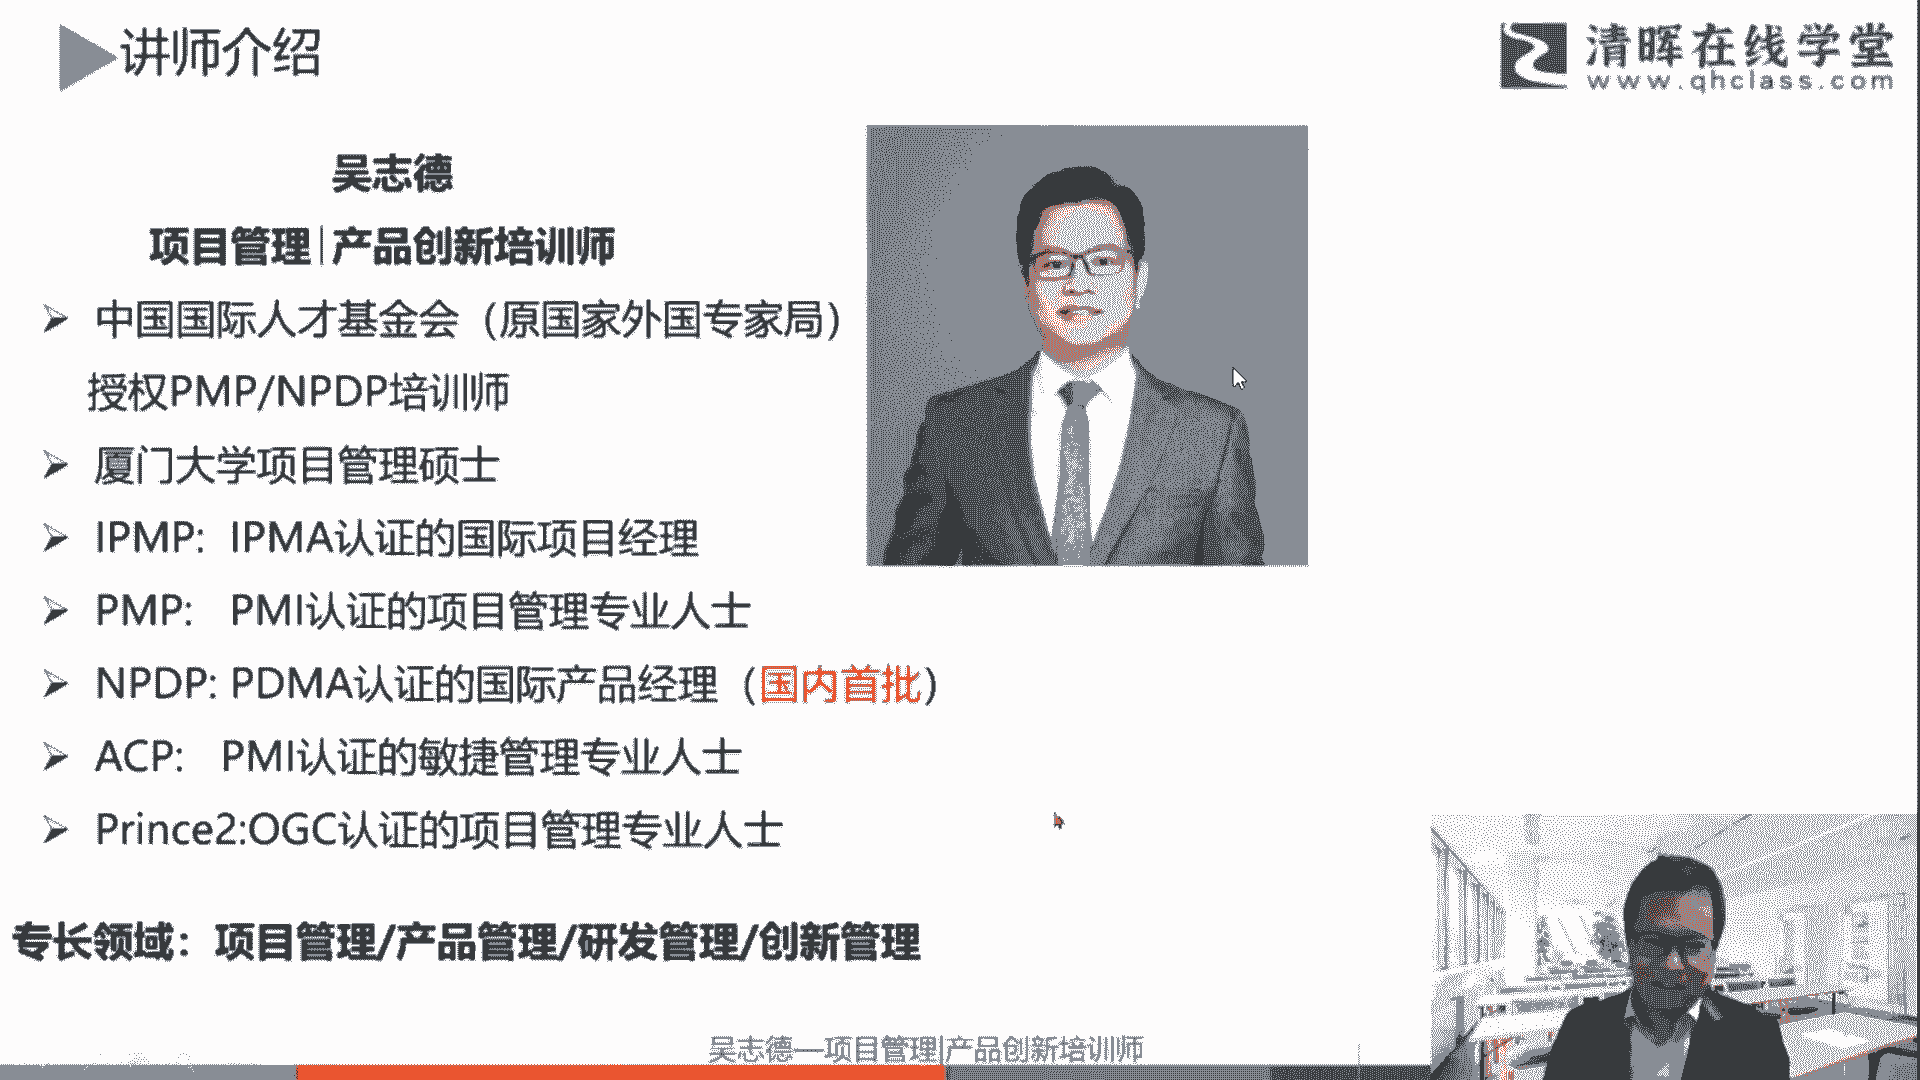 讲师介绍
清晖在线学堂
www.qhclass.com
吴志德
项目管理|产品创新培训师
中国国际人才基金会（原国家外国专家局）
授权PMP/NPDP培训师
厦门大学项目管理硕士
IPMP: IPMA认证的国际项目经理
PMP: PMI认证的项目管理专业人士
NPDP: PDMA认证的国际产品经理（国内首批）
ACP: PMI认证的敏捷管理专业人士
Prince2:OGC认证的项目管理专业人士
专长领域：项目管理/产品管理/研发管理/创新管理
吴志德—项目管理|产品创新培训师